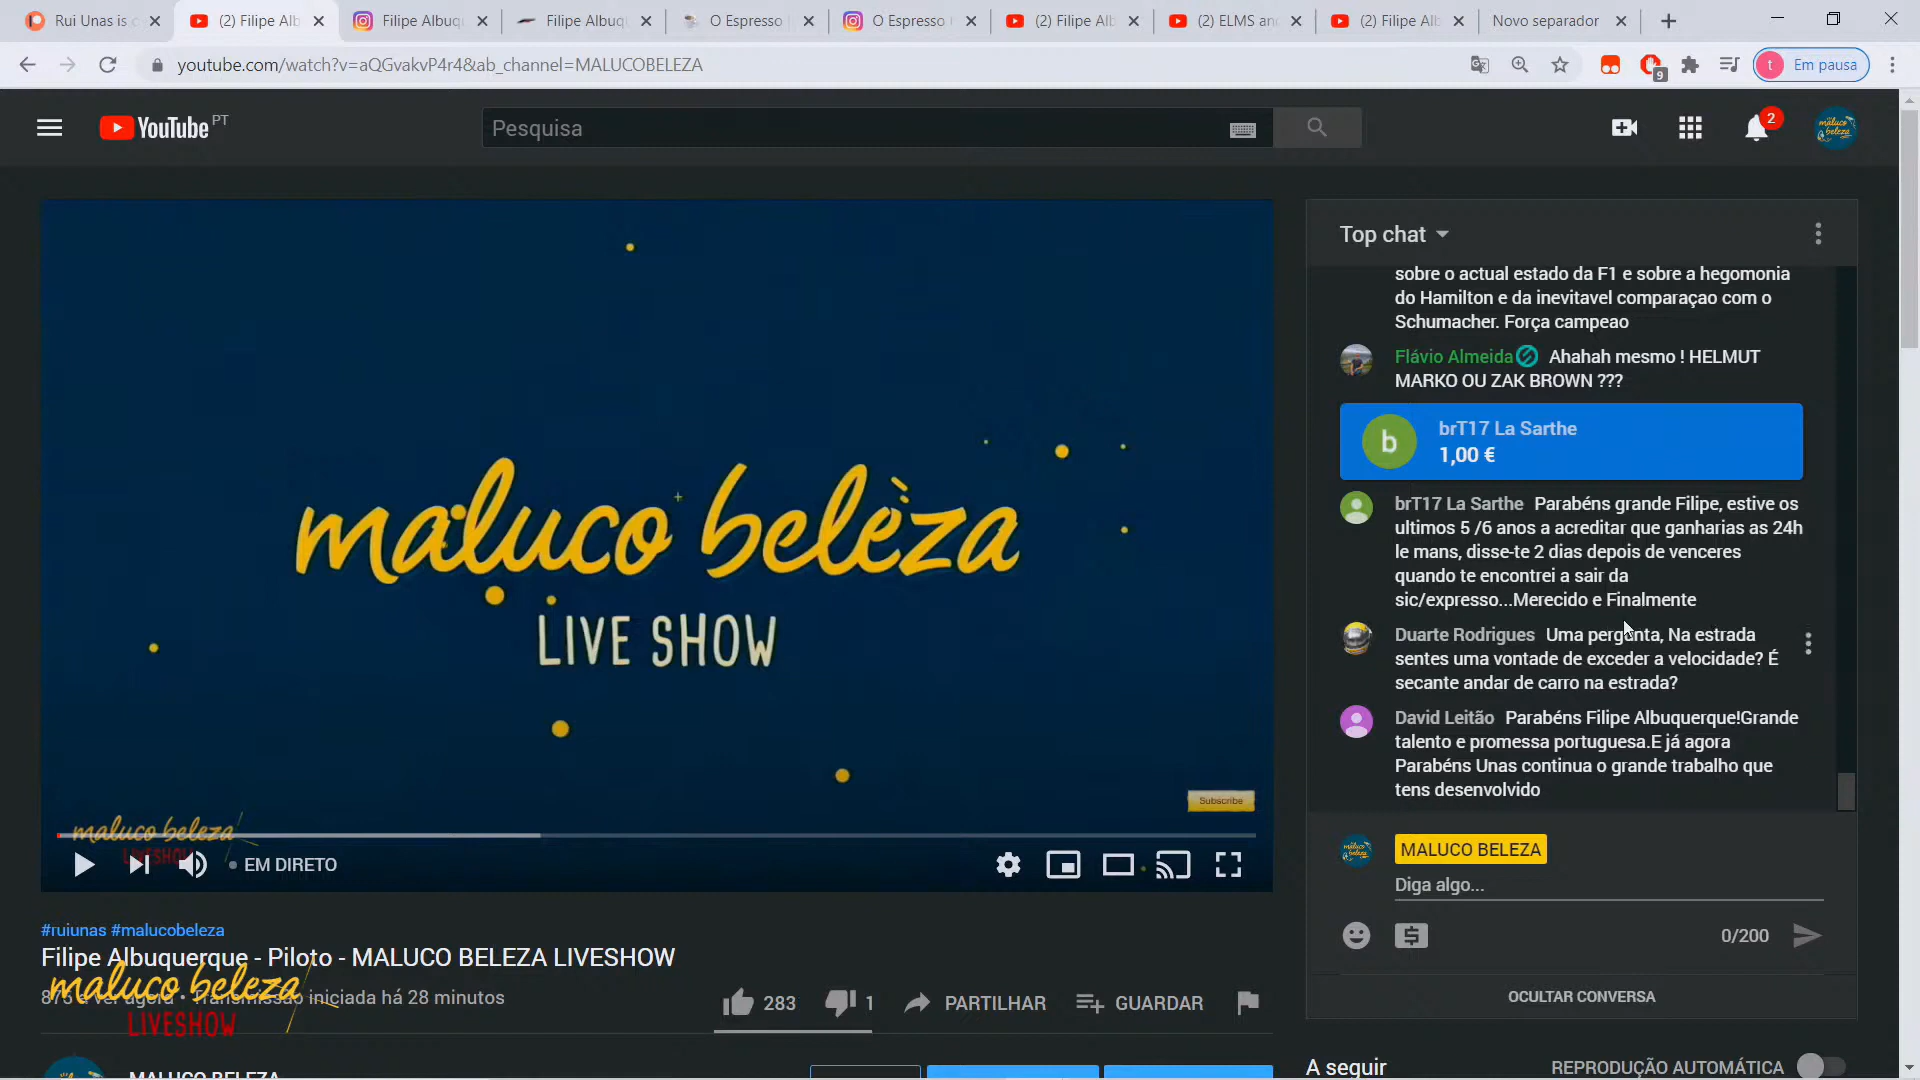 Rui Unas is c
(2) Filipe Alb
Filipe Albuq
Filipe Albuq
O Espresso
O Espresso
(2) Filipe Alb
(2) ELMS an
(2) Filipe Alb
Novo separador
youtube.com/watch?v=aQGvakvP4r4&ab_channel=MALUCOBELEZA
9
t Em pausa
YouTube PT
Pesquisa
2
maluco beleza
maluco beleza
LIVE SHOW
Subscribe
maluco beleza
EM DIRETO
#ruiunas #malucobeleza
Filipe Albuquerque - Piloto - MALUCO BELEZA LIVESHOW
maluco beleza
iniciada há 28 minutos
LIVESHOW
283
1
PARTILHAR
GUARDAR
MALUCO BELEZA
Top chat
sobre o actual estado da F1 e sobre a hegomonia
do Hamilton e da inevitavel comparaçao com o
Schumacher. Força campeao
Flávio Almeida Ahahah mesmo ! HELMUT
MARKO OU ZAK BROWN ???
b
brT17 La Sarthe
1,00 €
brT17 La Sarthe Parabéns grande Filipe, estive os
ultimos 5 /6 anos a acreditar que ganharias as 24h
le mans, disse-te 2 dias depois de venceres
quando te encontrei a sair da
sic/expresso...Merecido e Finalmente
Duarte Rodrigues Uma pergunta, Na estrada
sentes uma vontade de exceder a velocidade? É
secante andar de carro na estrada?
David Leitão Parabéns Filipe Albuquerque!Grande
talento e promessa portuguesa.E já agora
Parabéns Unas continua o grande trabalho que
tens desenvolvido
MALUCO BELEZA
Diga algo...
0/200
OCULTAR CONVERSA
A seguir
REPRODUÇÃO AUTOMÁTICA